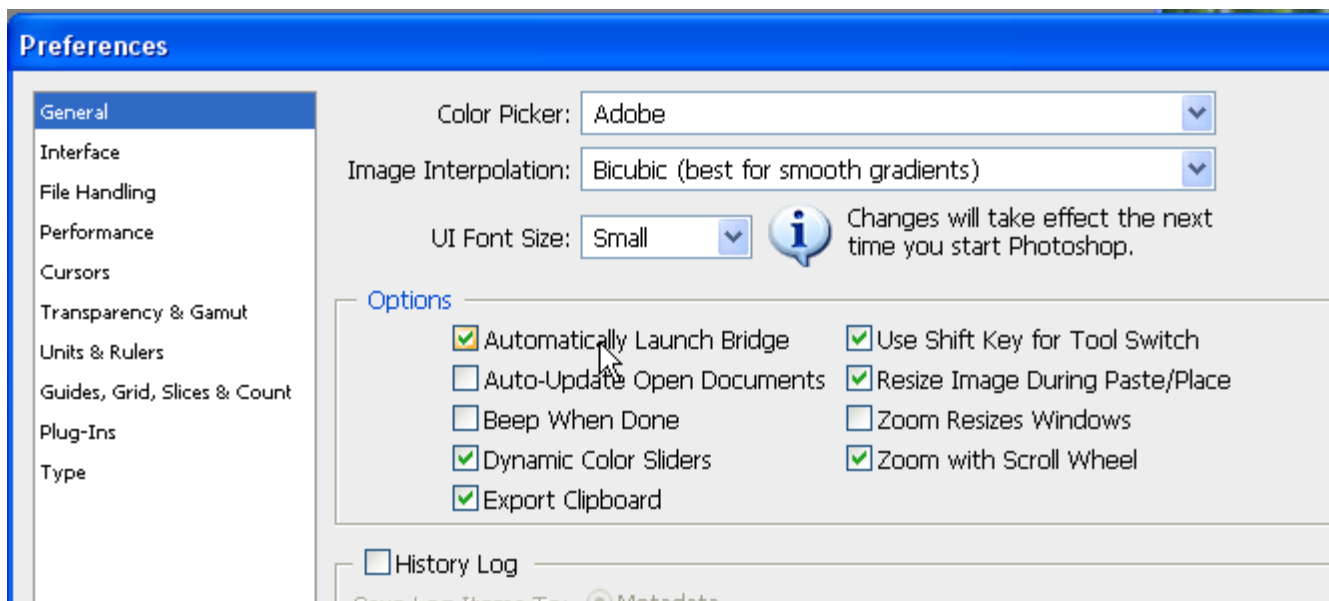 Preferences
General
Interface
File Handling
Performance
Cursors
Transparency & Gamut
Units & Rulers
Guides, Grid, Slices & Count
Plug-Ins
Type
Color Picker: Adobe
Image Interpolation: Bicubic (best for smooth gradients)
UI Font Size: Small
Changes will take effect the next
time you start Photoshop.
Options
Automatically Launch Bridge
Auto-Update Open Documents
Beep When Done
Dynamic Color Sliders
Export Clipboard
Use Shift Key for Tool Switch
Resize Image During Paste/Place
Zoom Resizes Windows
Zoom with Scroll Wheel
History Log
Save Log Items To: Metadata